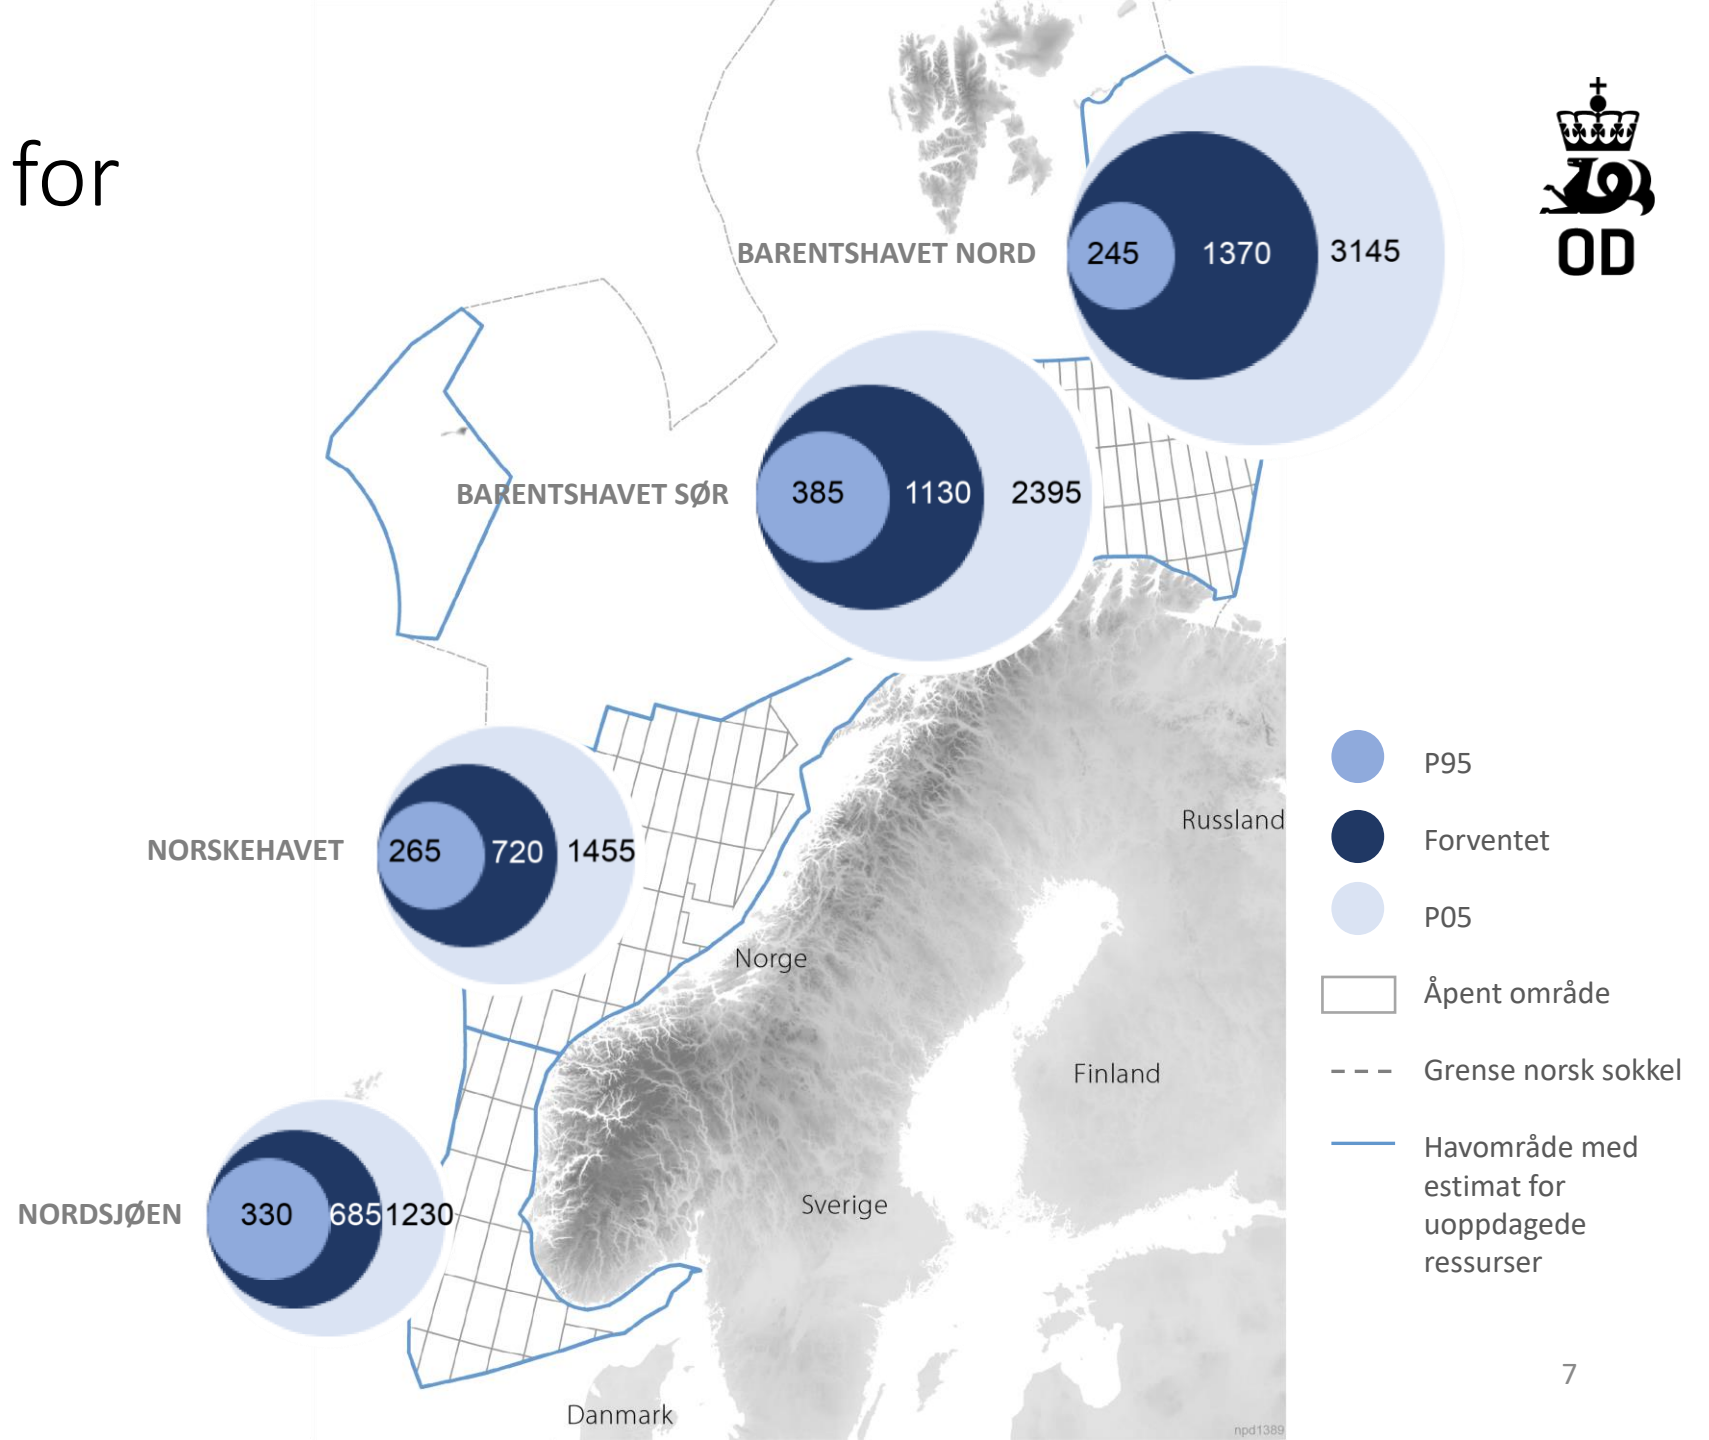 for
OD
BARENTSHAVET NORD
245 1370 3145
BARENTSHAVET SØR
385 1130 2395
NORSKEHAVET
265 720 1455
NORDSJØEN
330 685 1230
Russland
Norge
Finland
Sverige
Danmark
P95
Forventet
P05
Åpent område
Grense norsk sokkel
Havområde med
estimat for
uoppdagede
ressurser
7
npd1389